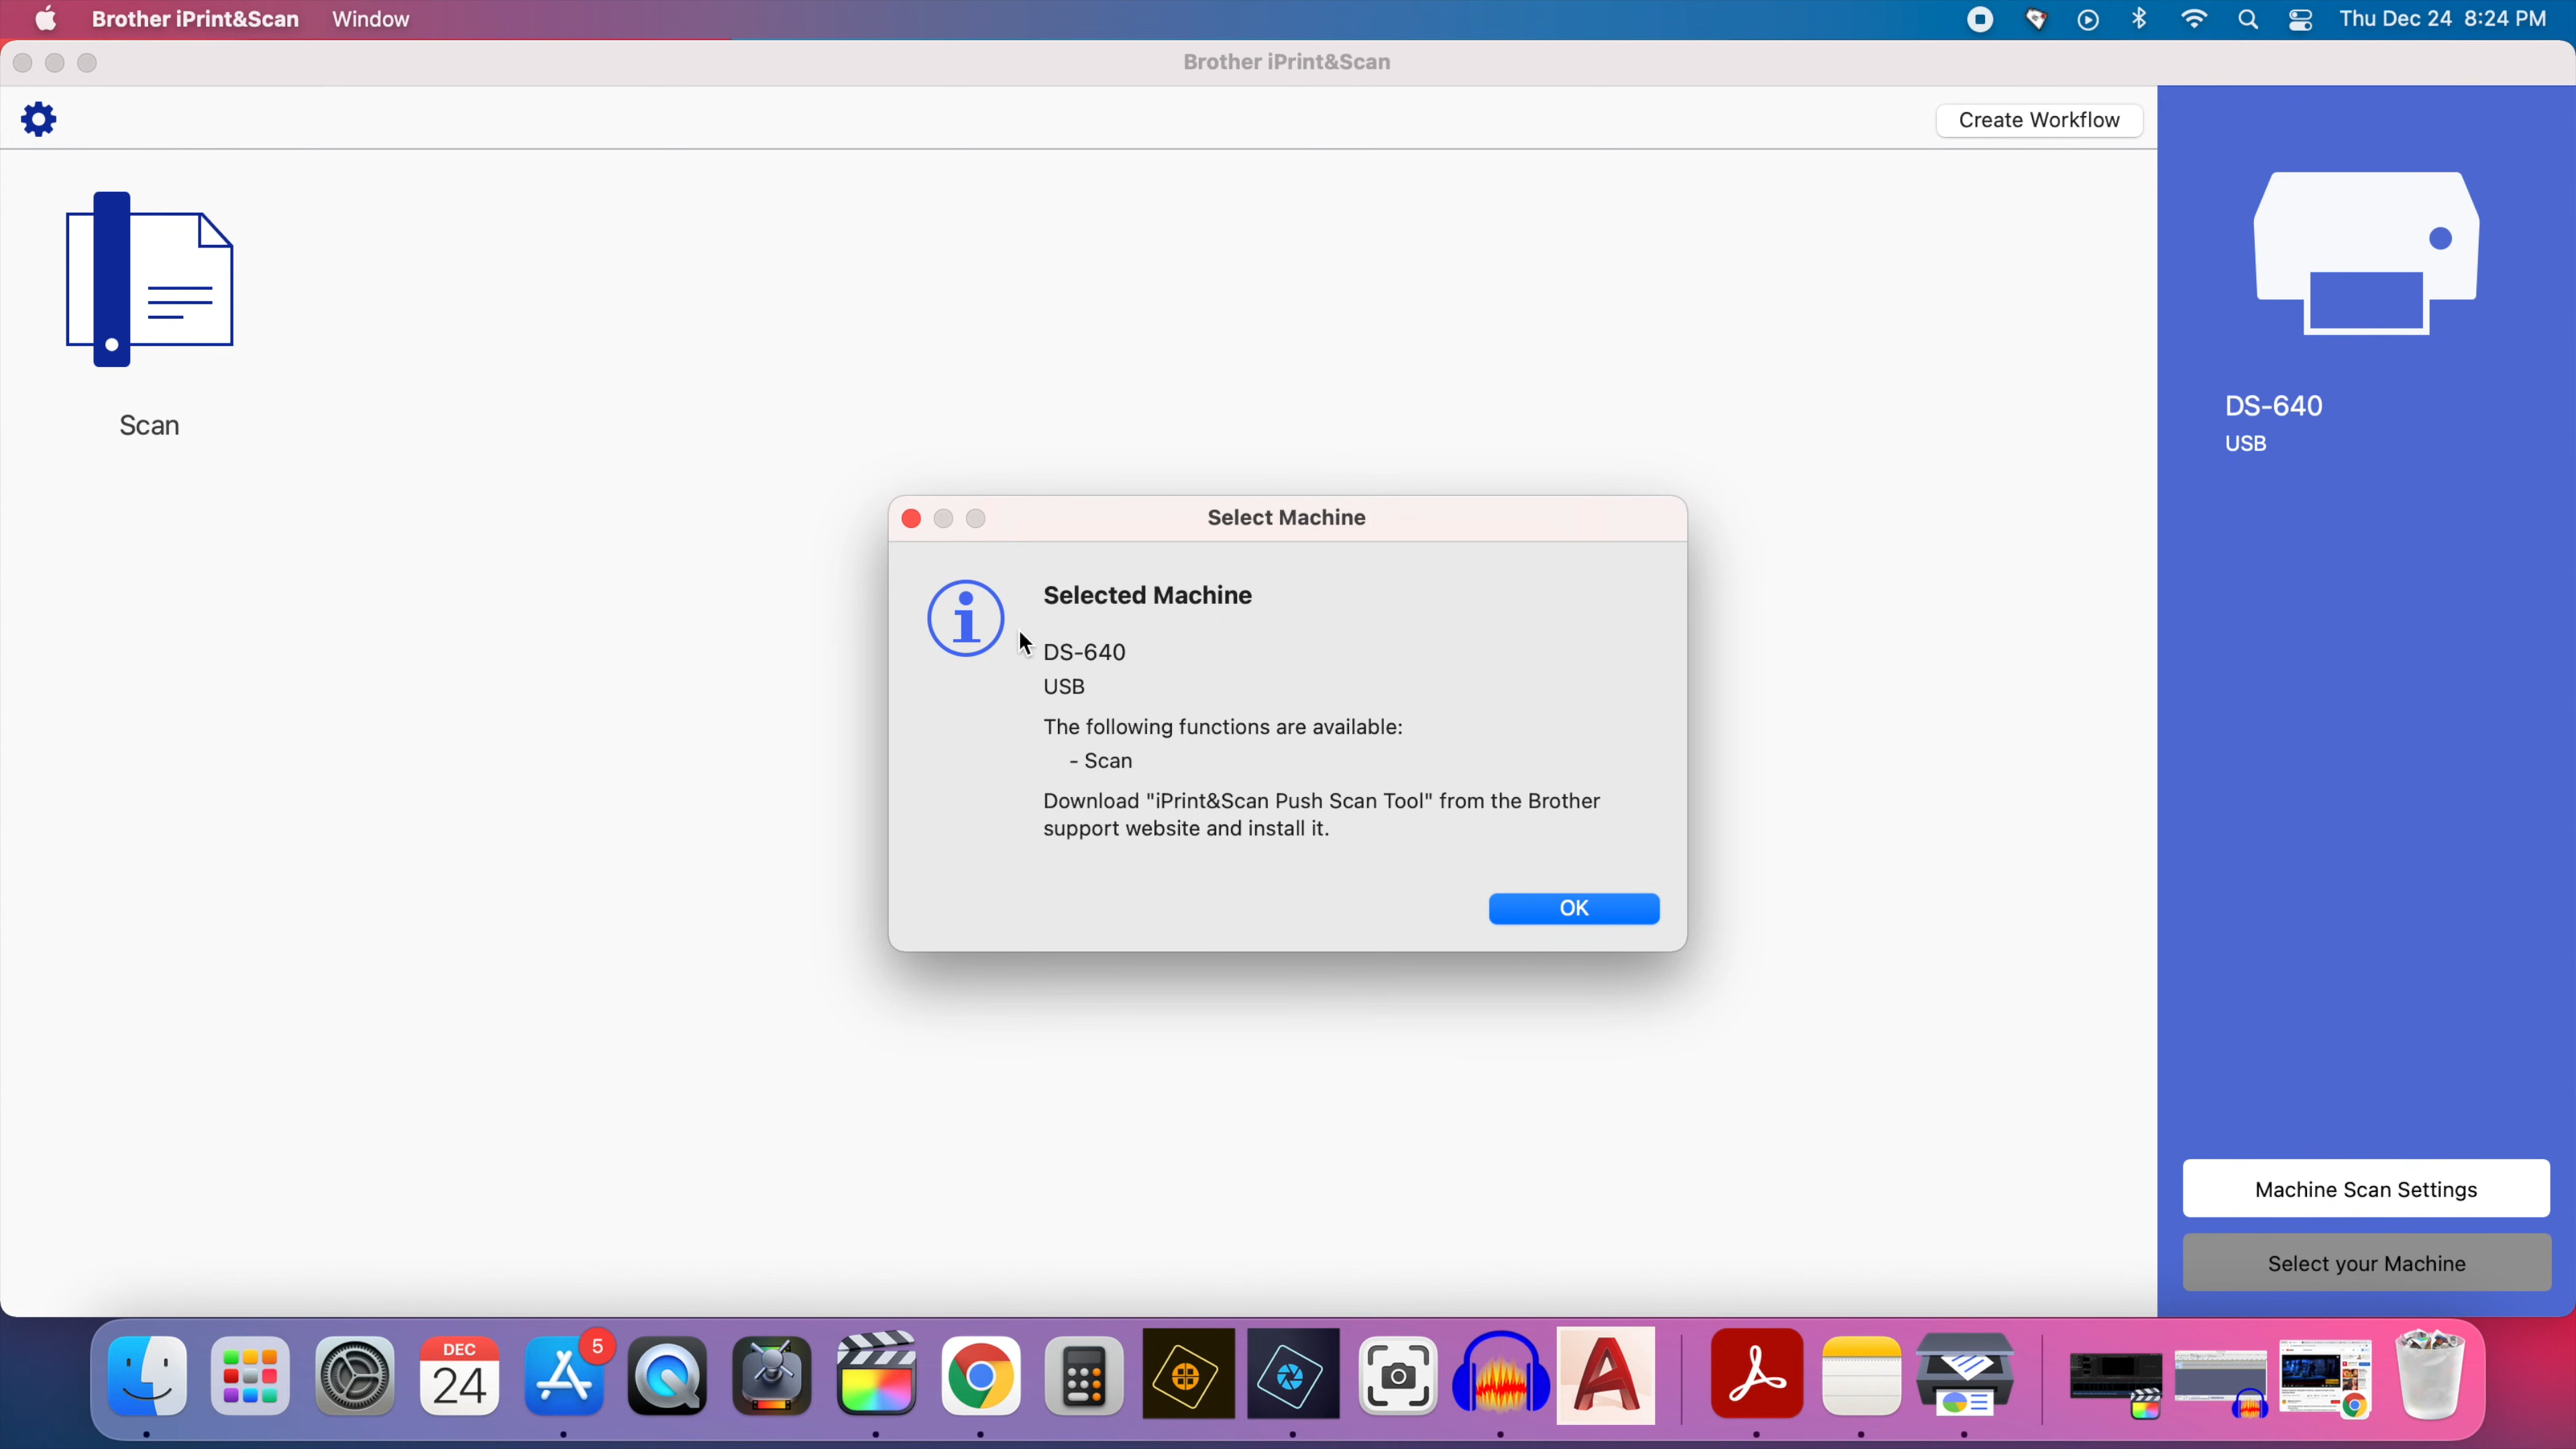 Brother iPrint&Scan Window Thu Dec 24 8:24 PM
Brother iPrint&Scan
Create Workflow
Scan
DS-640
USB
Select Machine
Selected Machine
DS-640
USB
The following functions are available:
- Scan
Download "iPrint&Scan Push Scan Tool" from the Brother
support website and install it.
OK
Machine Scan Settings
Select your Machine
DEC
24
5